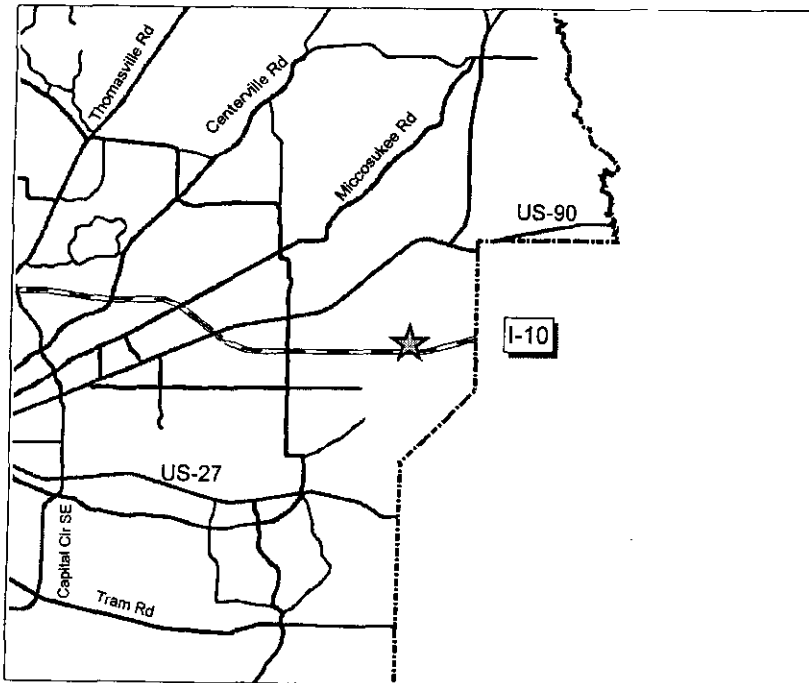 Thomasville Rd
Centerville Rd
Miccosukee Rd
US-90
I-10
US-27
Capital Cir SE
Tram Rd